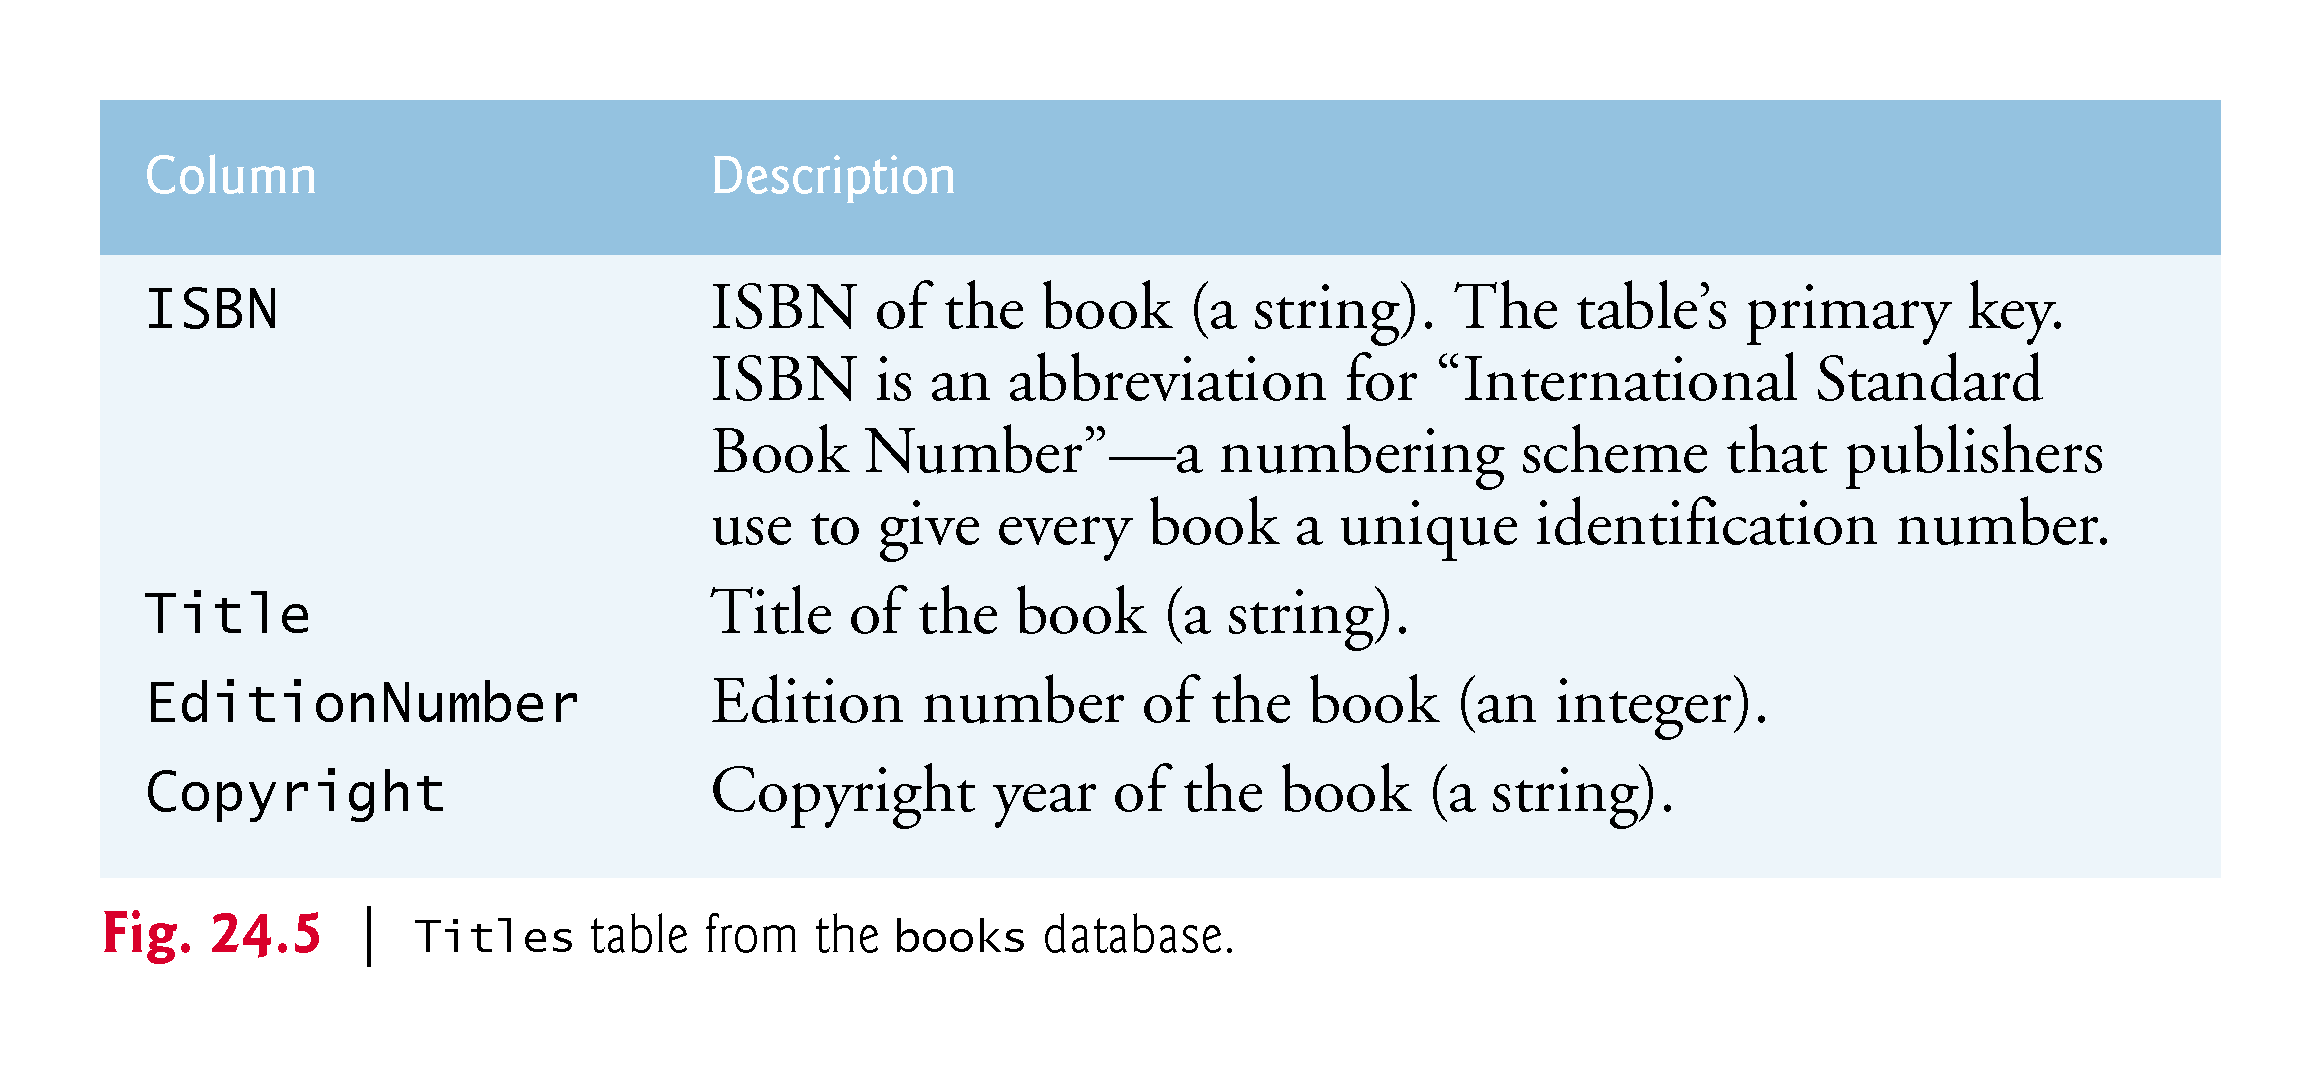 Column Description
ISBN ISBN of the book (a string). The table’s primary key.
ISBN is an abbreviation for “International Standard
Book Number”—a numbering scheme that publishers
use to give every book a unique identification number.
Title Title of the book (a string).
EditionNumber Edition number of the book (an integer).
Copyright Copyright year of the book (a string).
Fig. 24.5 | Titles table from the books database.